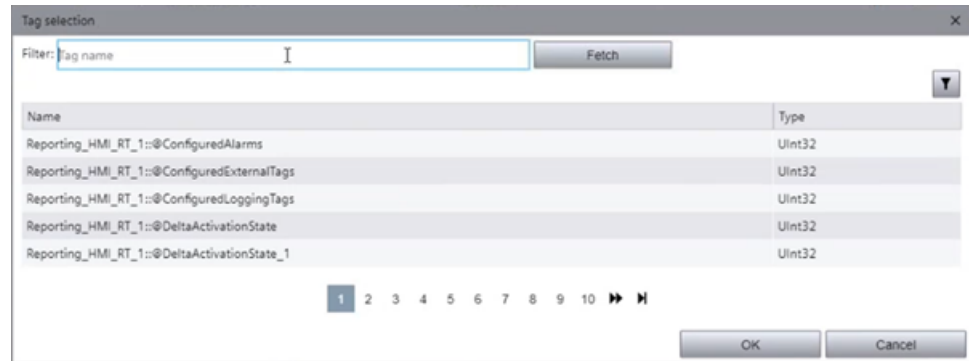 Tag selection
Filter: Tag name Fetch
Name Type
Reporting_HMI_RT_1::@ConfiguredAlarms UInt32
Reporting_HMI_RT_1::@ConfiguredExternalTags UInt32
Reporting_HMI_RT_1::@ConfiguredLoggingTags UInt32
Reporting_HMI_RT_1::@DeltaActivationState UInt32
Reporting_HMI_RT_1::@DeltaActivationState_1 UInt32
1 2 3 4 5 6 7 8 9 10
OK Cancel